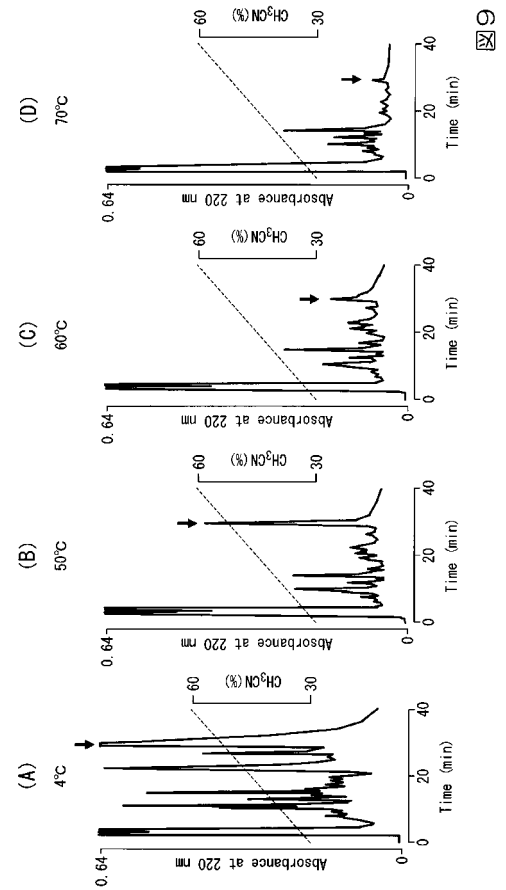 (A)
4℃
0.64
0
Absorbance at 220 nm
60
30
CH₃CN(%)
0
20
40
Time (min)
(B)
50℃
0.64
0
Absorbance at 220 nm
60
30
CH₃CN(%)
0
20
40
Time (min)
(C)
60℃
0.64
0
Absorbance at 220 nm
60
30
CH₃CN(%)
0
20
40
Time (min)
(D)
70℃
0.64
0
Absorbance at 220 nm
60
30
CH₃CN(%)
0
20
40
Time (min)
図9